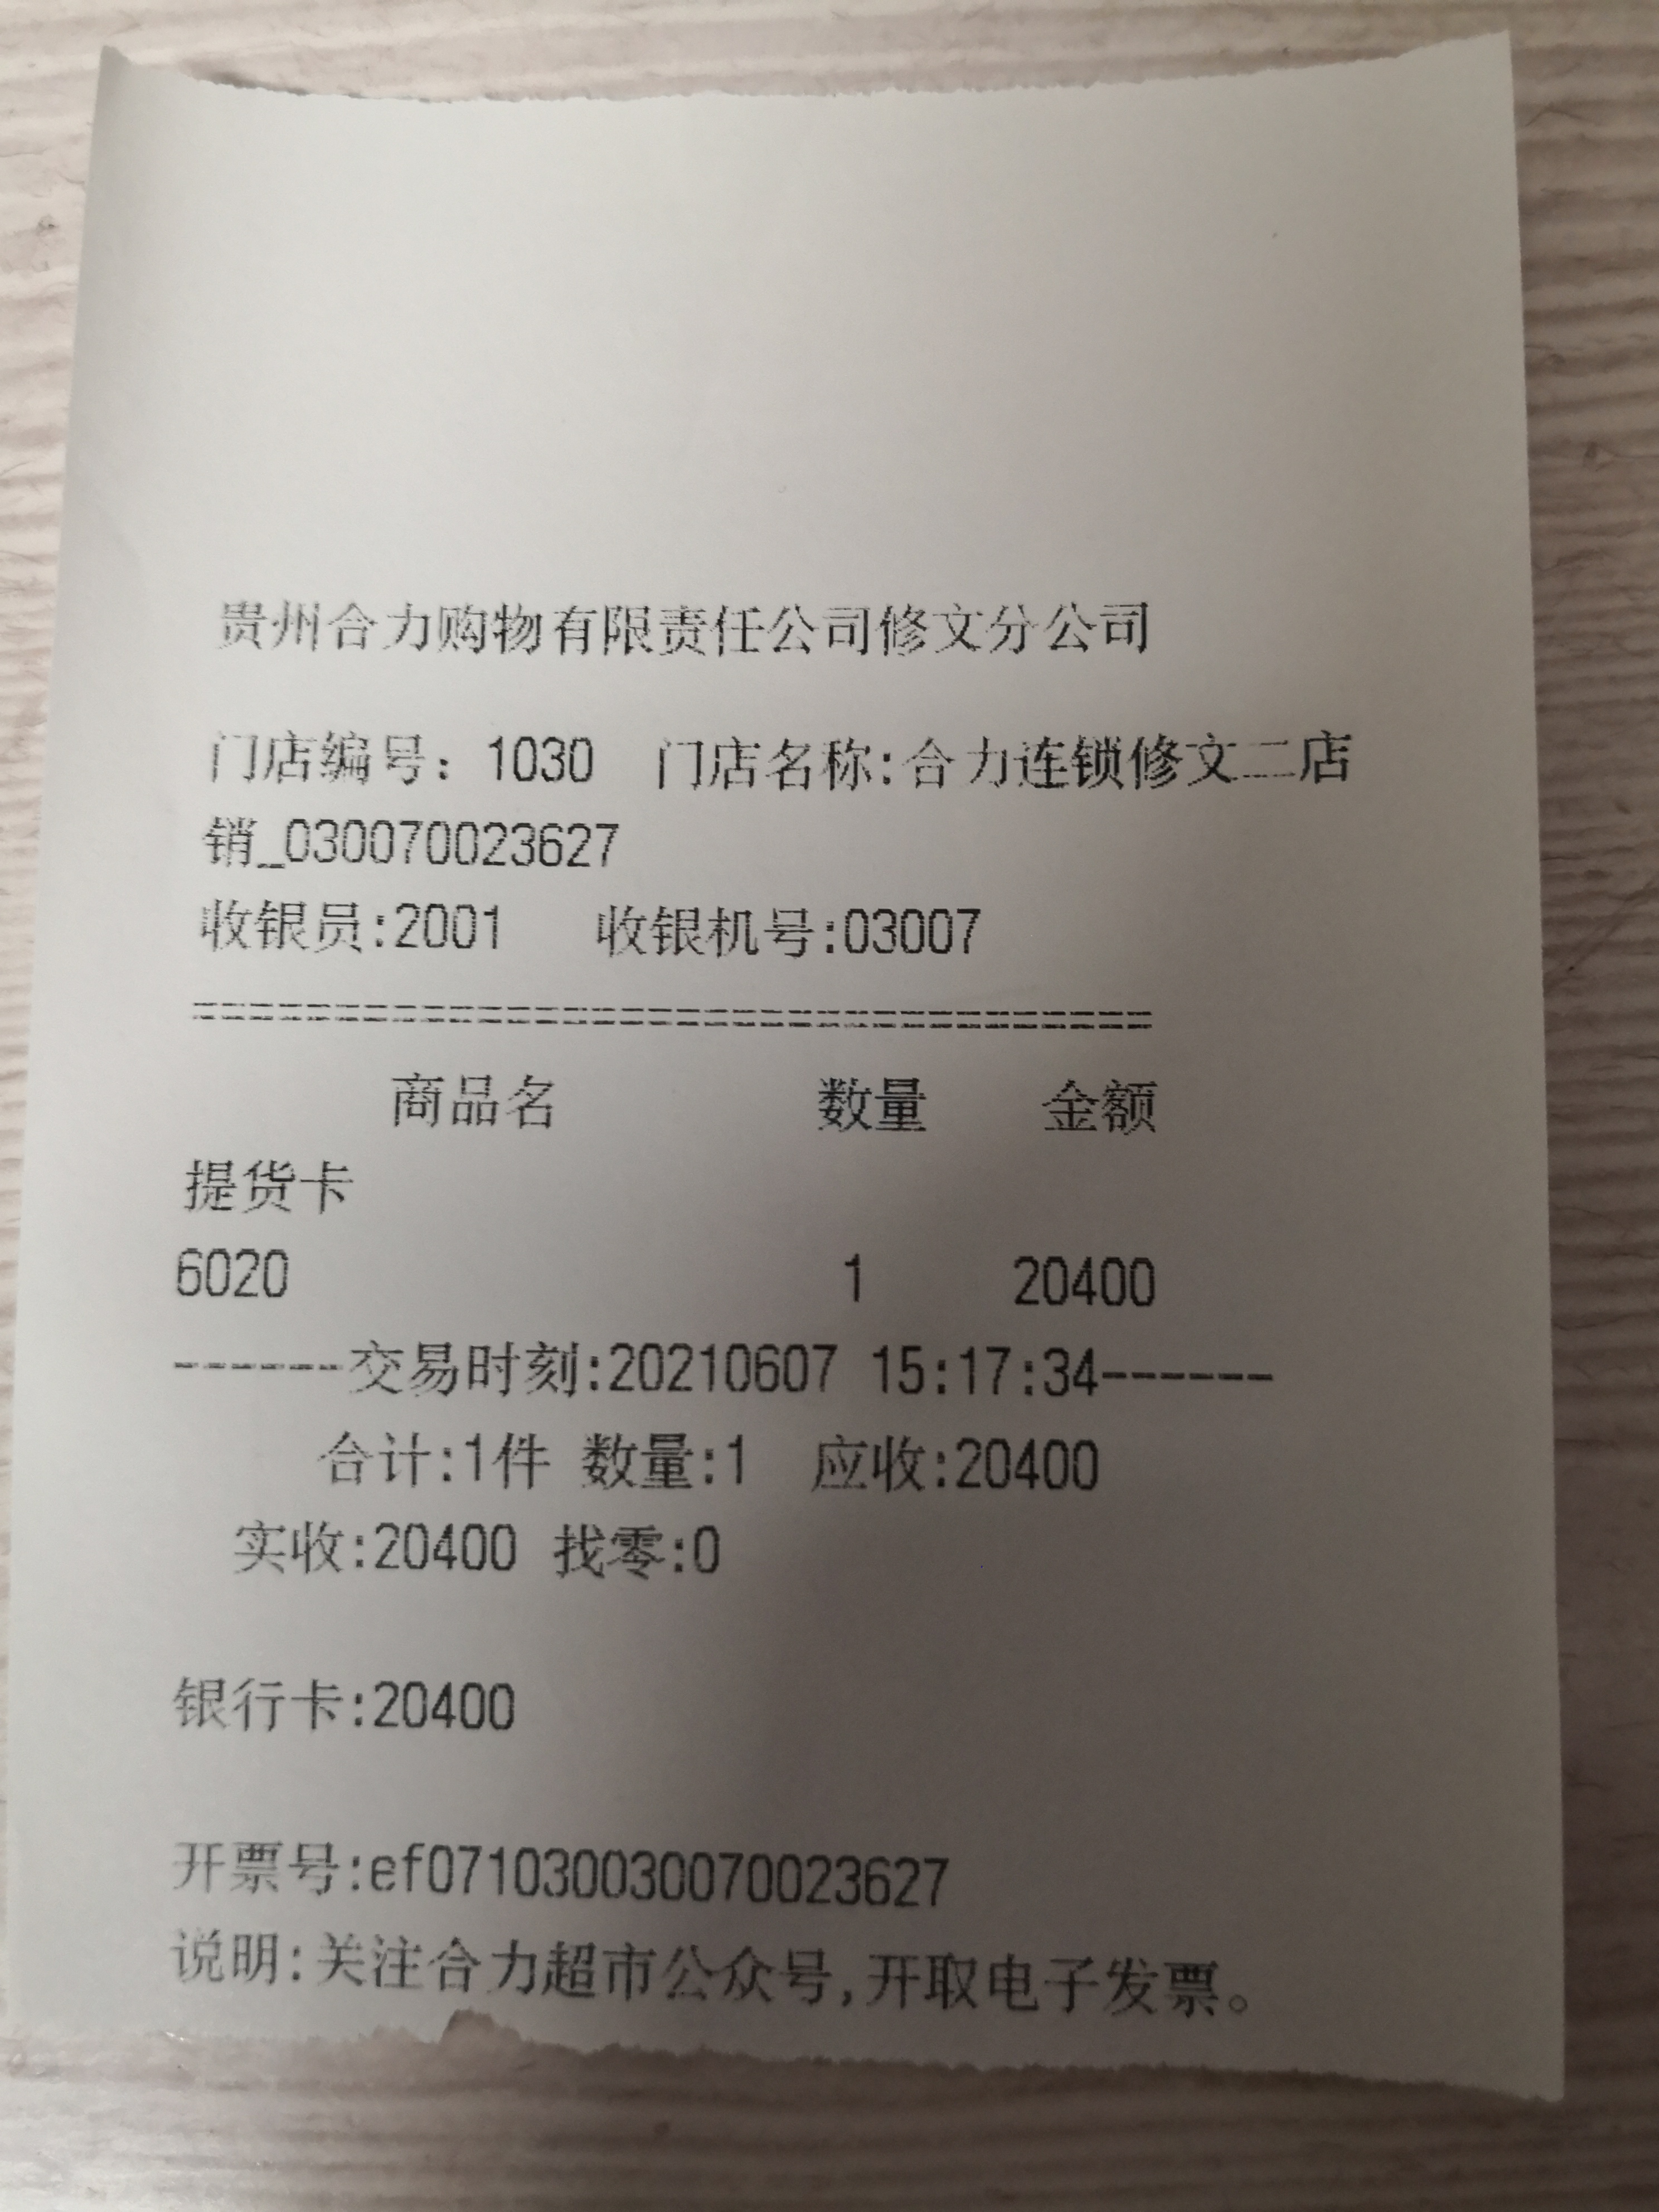 贵州合力购物有限责任公司修文分公司
门店编号：1030 门店名称:合力连锁修文二店
销_030070023627
收银员:2001 收银机号:03007
==================================
商品名 数量 金额
提货卡
6020 1 20400
------交易时刻:20210607 15:17:34------
合计:1件 数量:1 应收:20400
实收:20400 找零:0
银行卡:20400
开票号:ef071030030070023627
说明:关注合力超市公众号,开取电子发票。